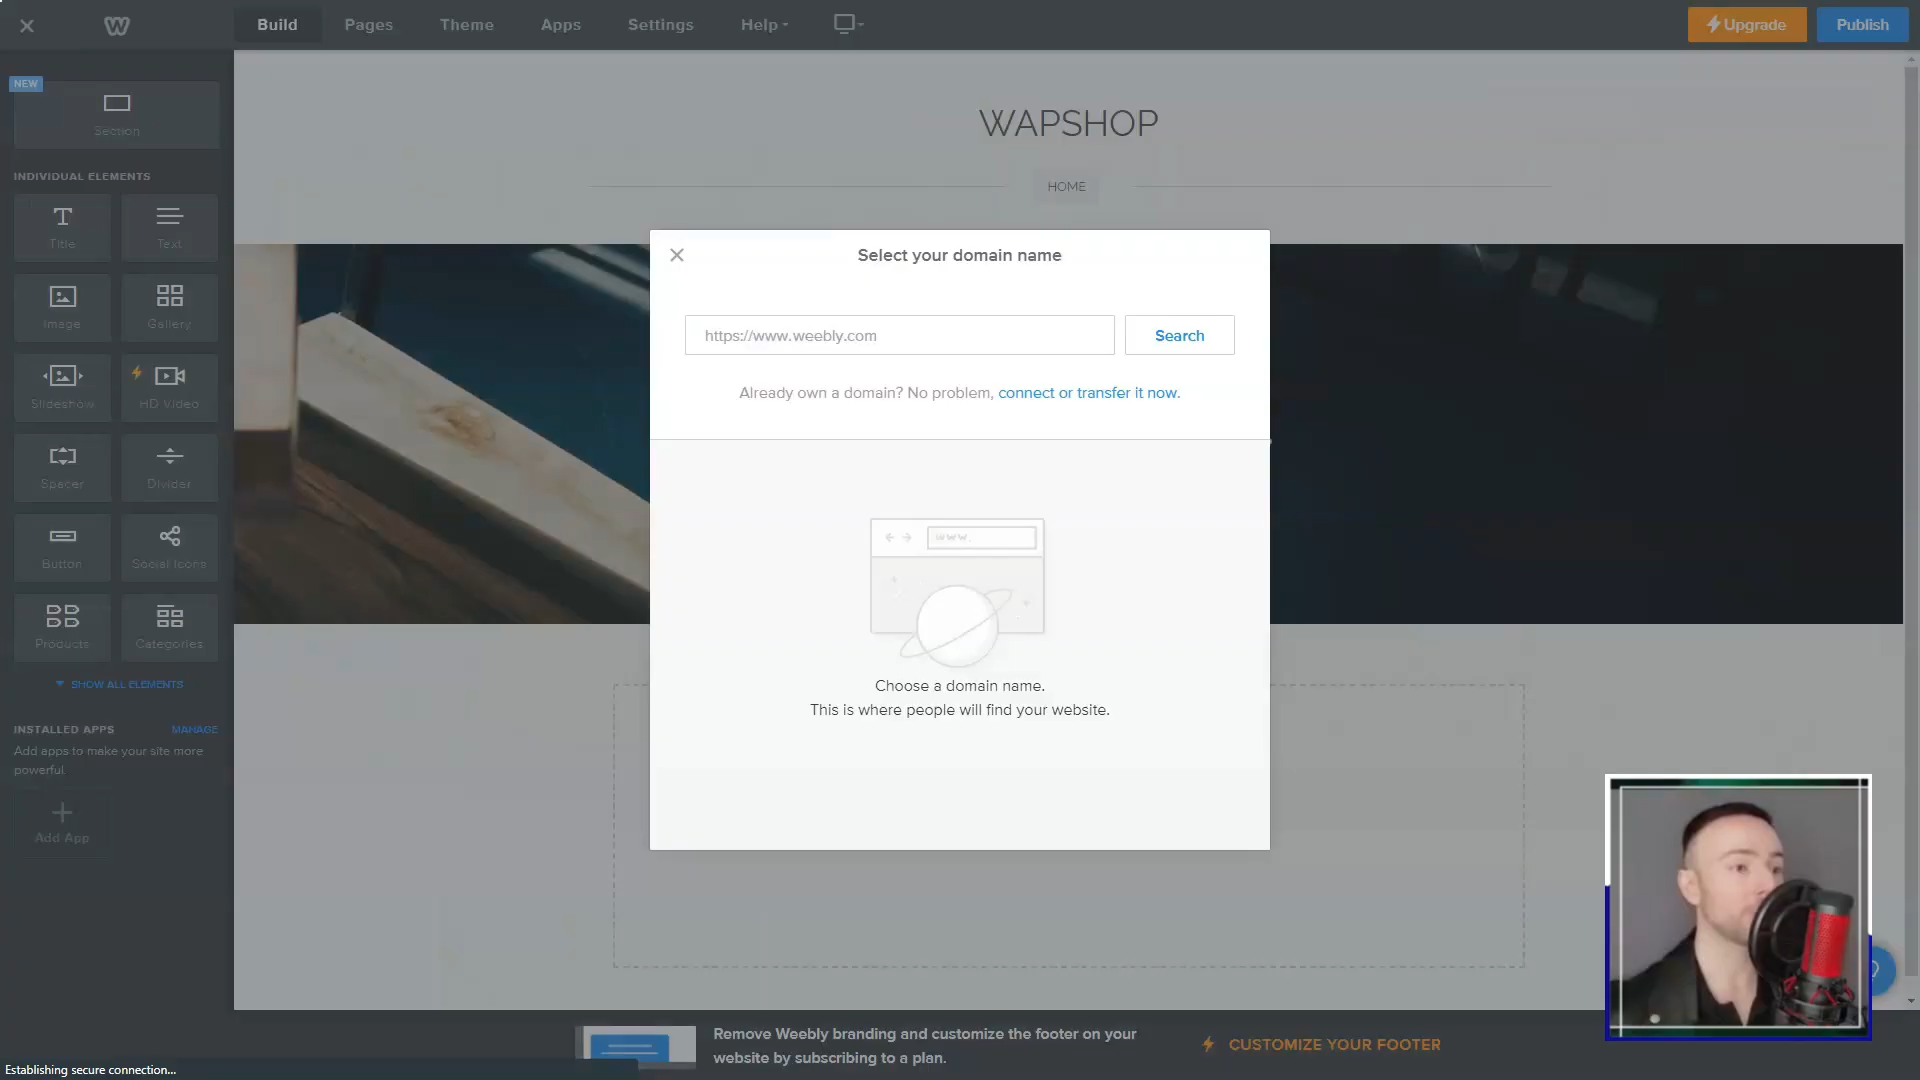 Build
Pages
Theme
Apps
Settings
Help
Upgrade
Publish
NEW
Section
INDIVIDUAL ELEMENTS
Title
Text
Image
Gallery
Slideshow
HD Video
Spacer
Divider
Button
Social Icons
Products
Categories
SHOW ALL ELEMENTS
INSTALLED APPS
MANAGE
Add apps to make your site more
powerful.
Add App
WAPSHOP
HOME
Select your domain name
https://www.weebly.com
Search
Already own a domain? No problem, connect or transfer it now.
www.
Choose a domain name.
This is where people will find your website.
Remove Weebly branding and customize the footer on your
website by subscribing to a plan.
CUSTOMIZE YOUR FOOTER
Establishing secure connection...